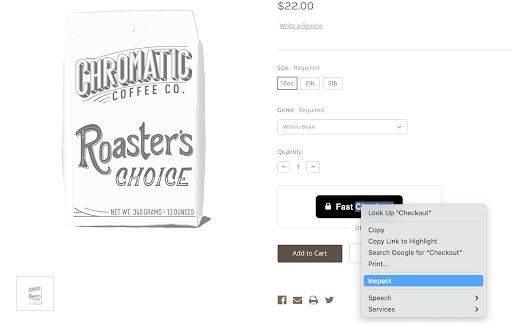 $22.00
Write a Review
Size: Required
12oz 2lb 5lb
Grind: Required
Whole Bean
Quantity:
1
Fast
Add to Cart
Look Up "Checkout"
Copy
Copy Link to Highlight
Search Google for "Checkout"
Print...
Inspect
Speech
Services
CHROMATIC
COFFEE CO.
Roaster's
CHOICE
NET WT. 340 GRAMS • 12 OUNCES
Roaster's